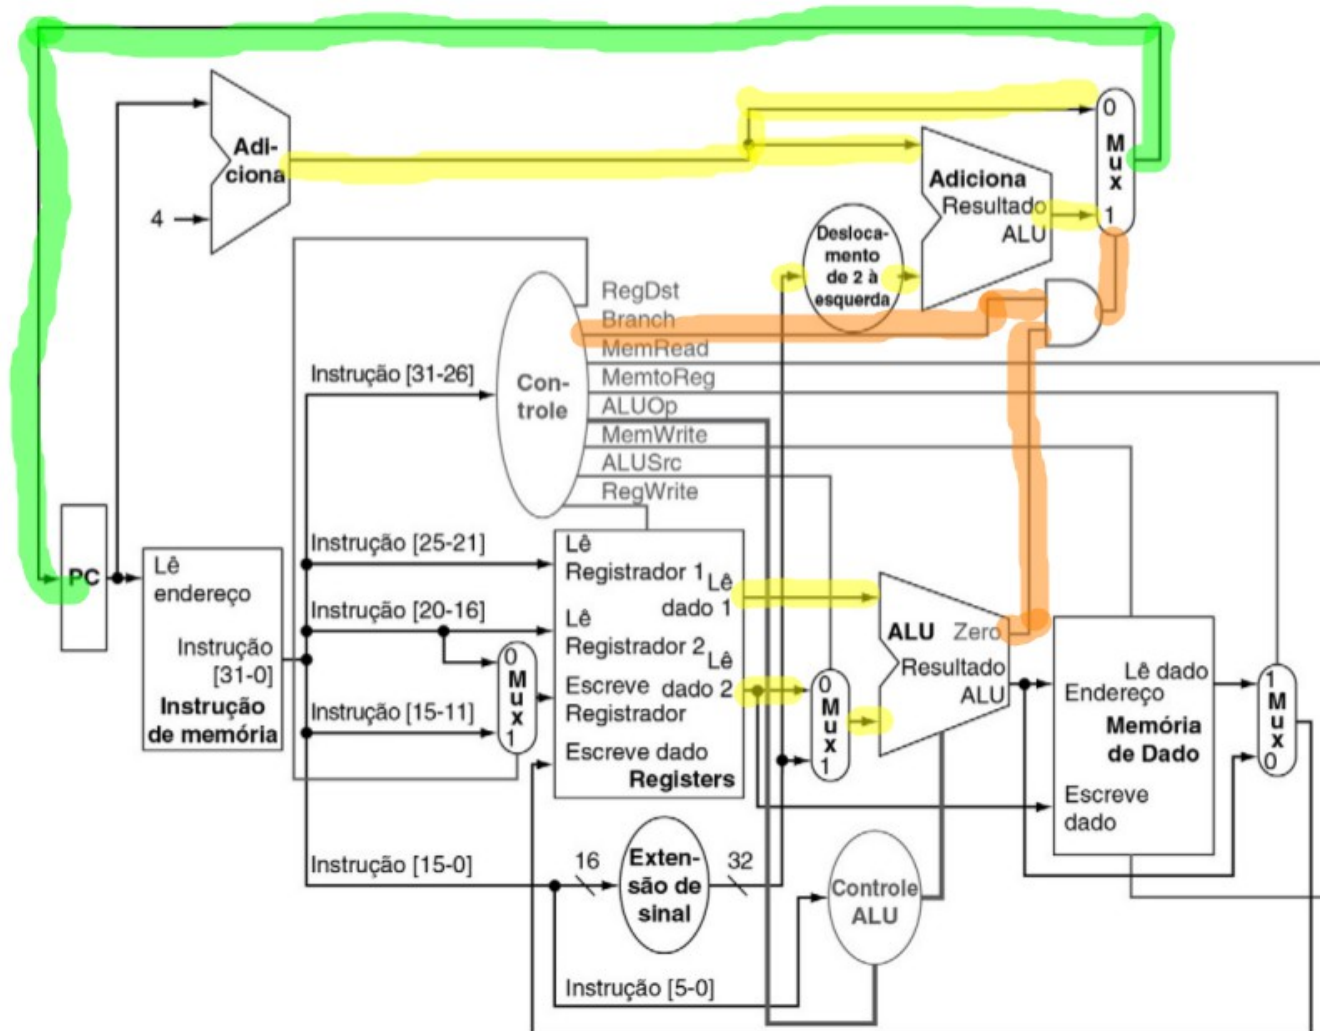 0
M
u
x
1
Adi-
ciona
4
Adiciona
Resultado
ALU
Desloca-
mento
de 2 à
esquerda
RegDst
Branch
MemRead
MemtoReg
ALUOp
MemWrite
ALUSrc
RegWrite
Con-
trole
Instrução [31-26]
PC
Lê
endereço
Instrução
[31-0]
Instrução
de memória
Instrução [25-21]
Instrução [20-16]
Instrução [15-11]
0
M
u
x
1
Lê
Registrador 1
Lê
dado 1
Lê
Registrador 2
Lê
dado 2
Escreve
Registrador
Escreve dado
Registers
0
M
u
x
1
ALU Zero
Resultado
ALU
Lê dado
Endereço
Memória
de Dado
Escreve
dado
1
M
u
x
0
Instrução [15-0]
16
Exten-
são de
sinal
32
Controle
ALU
Instrução [5-0]